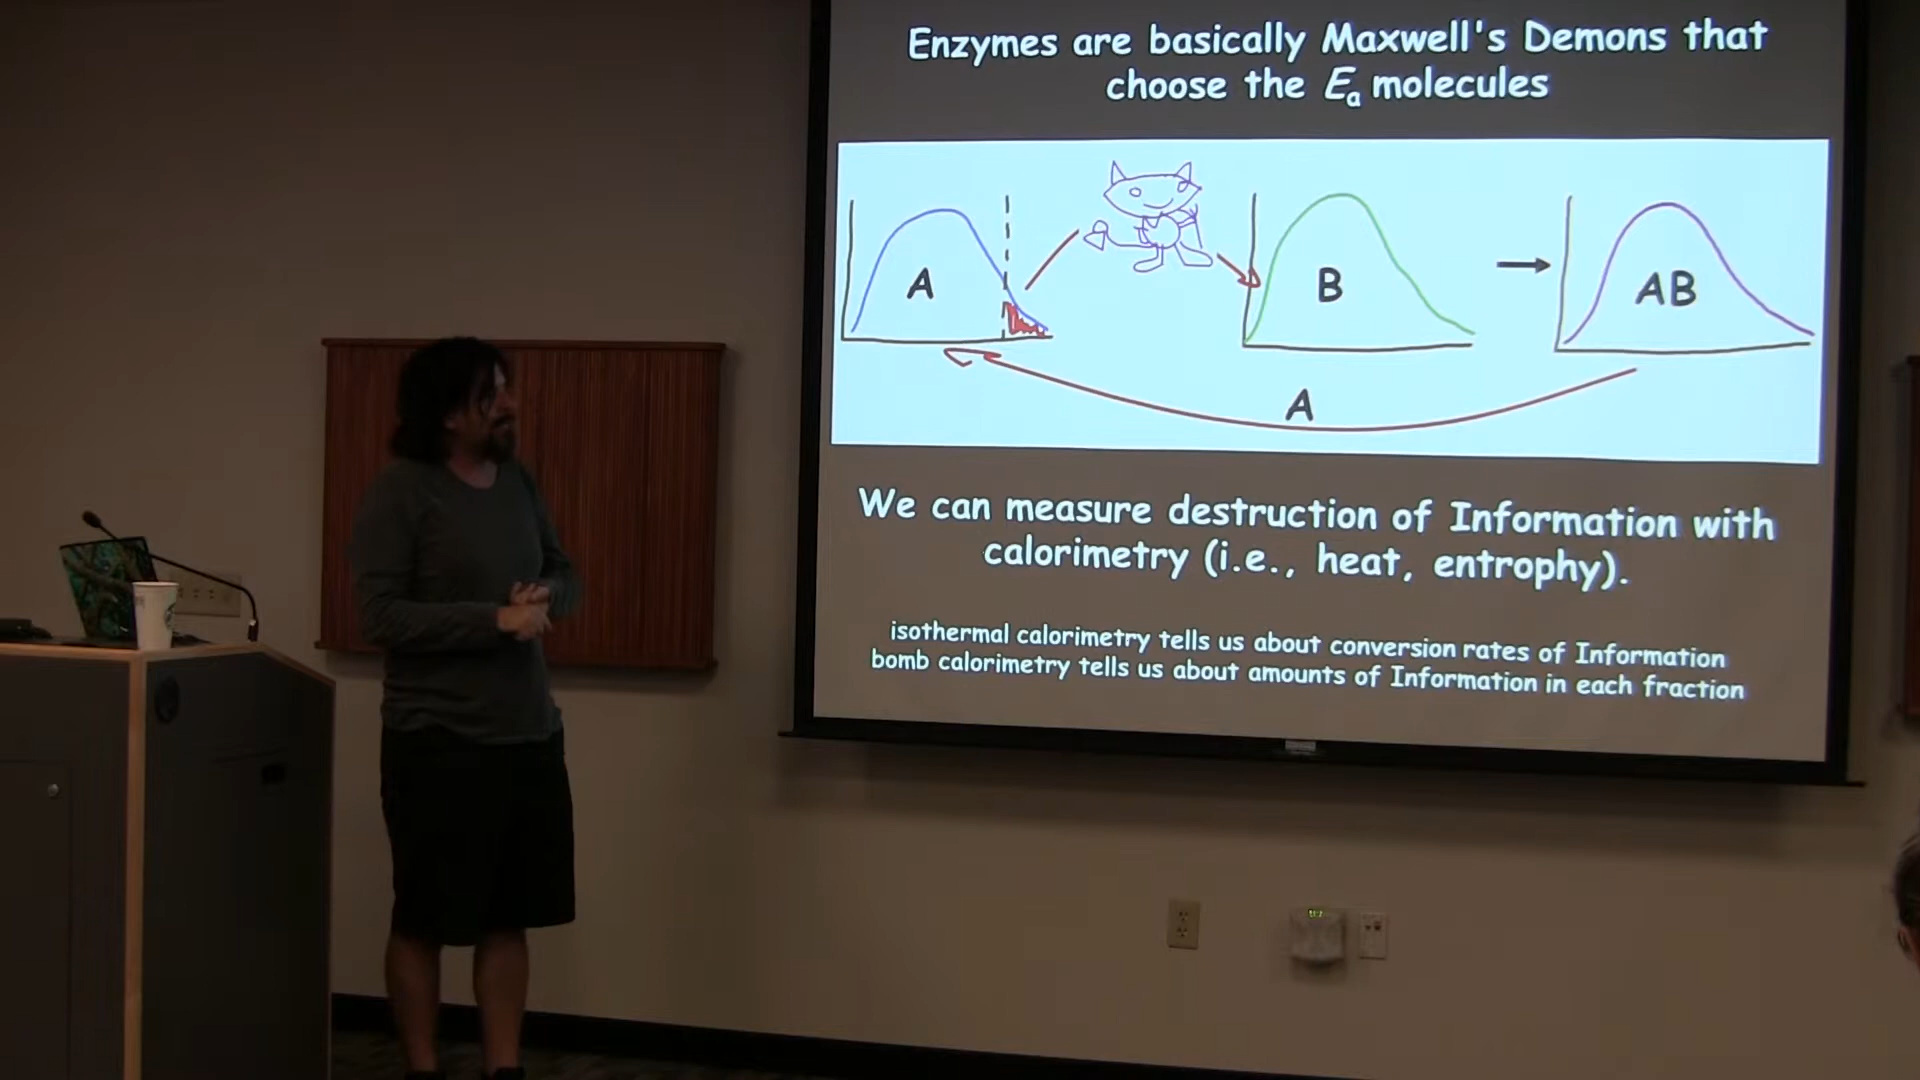 Enzymes are basically Maxwell's Demons that
choose the Ea molecules
A
B
AB
A
We can measure destruction of Information with
calorimetry (i.e., heat, entrophy).
isothermal calorimetry tells us about conversion rates of Information
bomb calorimetry tells us about amounts of Information in each fraction